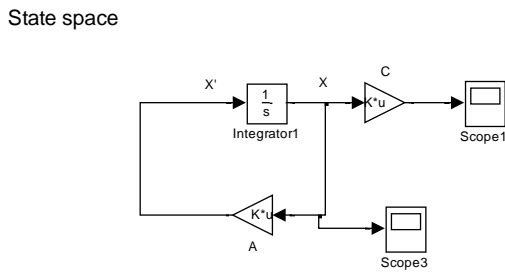 State space
X'
X
C
1
s
K*u
Integrator1
Scope1
K*u
A
Scope3